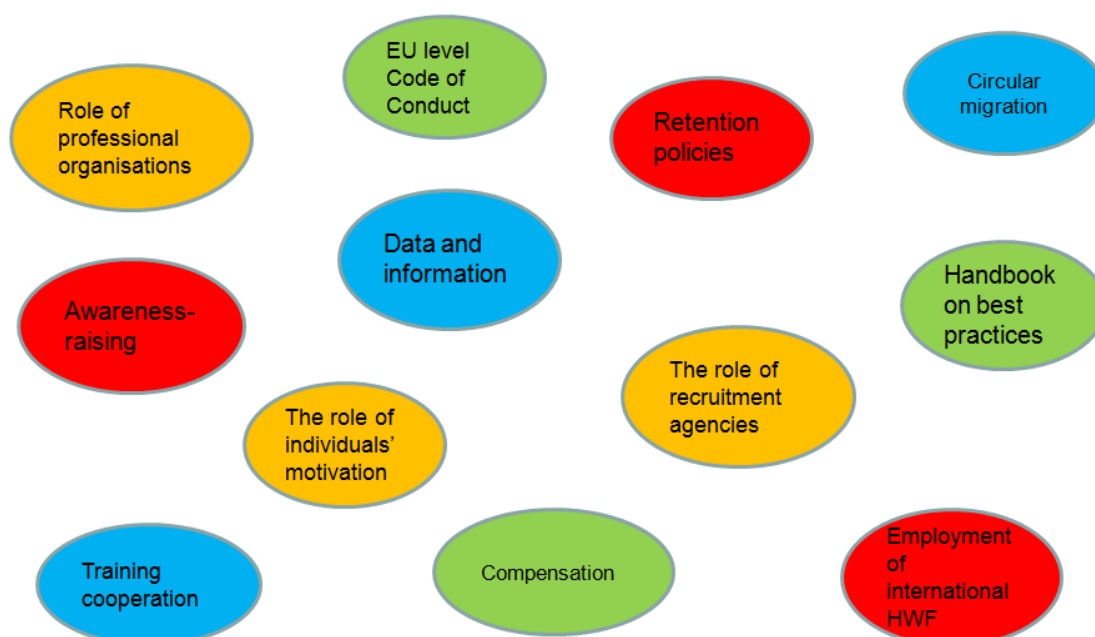 EU level
Code of
Conduct
Circular
migration
Role of
professional
organisations
Retention
policies
Data and
information
Handbook
on best
practices
Awareness-
raising
The role of
recruitment
agencies
The role of
individuals’
motivation
Employment
of
international
HWF
Training
cooperation
Compensation